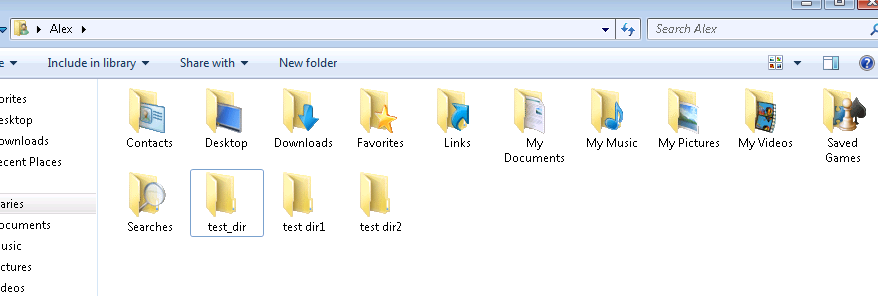 Alex
Search Alex
e
Include in library
Share with
New folder
orites
esktop
ownloads
ecent Places
aries
ocuments
usic
ctures
deos
Contacts
Desktop
Downloads
Favorites
Links
My
Documents
My Music
My Pictures
My Videos
Saved
Games
Searches
test_dir
test dir1
test dir2